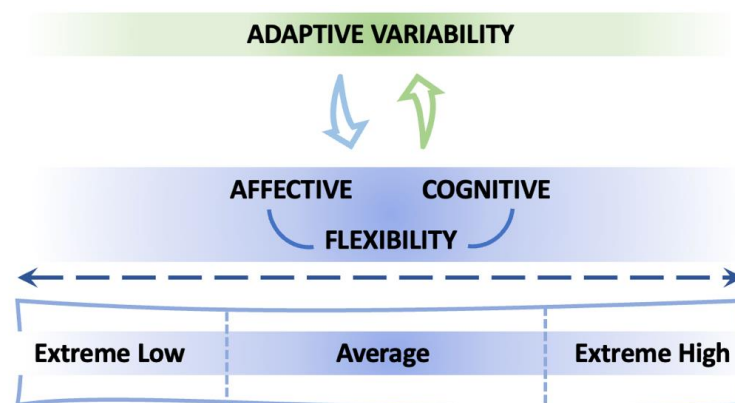 ADAPTIVE VARIABILITY
AFFECTIVE COGNITIVE
FLEXIBILITY
Extreme Low Average Extreme High